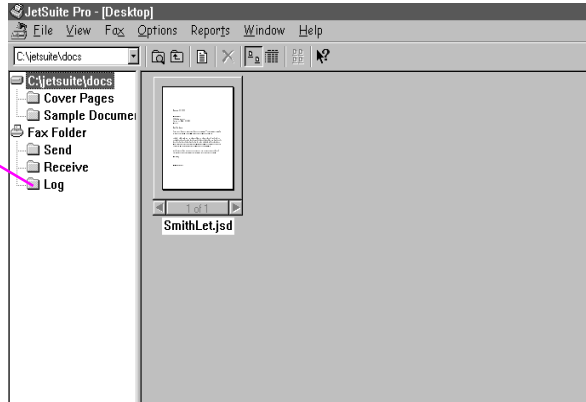 JetSuite Pro - [Desktop]
File View Fax Options Reports Window Help
C:\jetsuite\docs
C:\jetsuite\docs
Cover Pages
Sample Documen
Fax Folder
Send
Receive
Log
1 of 1
SmithLet.jsd